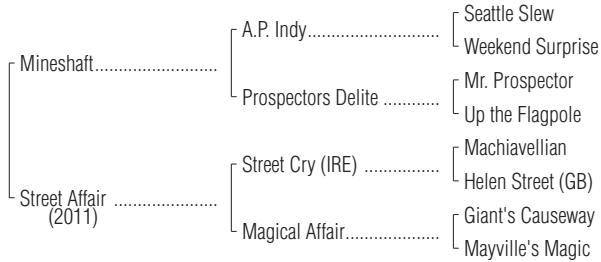 Seattle Slew
A.P. Indy........................................
Weekend Surprise
Mineshaft.........................
Mr. Prospector
Prospectors Delite ............
Up the Flagpole
Machiavellian
Street Cry (IRE) ................
Helen Street (GB)
Street Affair .....................
(2011)
Giant's Causeway
Magical Affair...................
Mayville's Magic